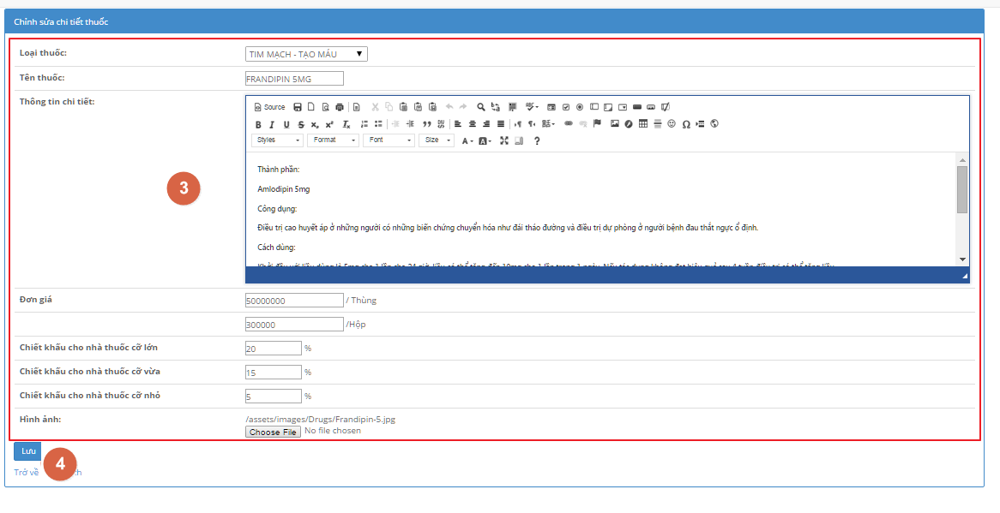 Chỉnh sửa chi tiết thuốc
Loại thuốc:
TIM MẠCH - TẠO MÁU
Tên thuốc:
FRANDIPIN 5MG
Thông tin chi tiết:
Source
Styles Format Font Size
Thành phần:
Amlodipin 5mg
Công dụng:
Điều trị cao huyết áp ở những người có những biến chứng chuyển hóa như đái tháo đường và điều trị dự phòng ở người bệnh đau thắt ngực ổ định.
Cách dùng:
3
Đơn giá
50000000 / Thùng
300000 /Hộp
Chiết khấu cho nhà thuốc cỡ lớn
20 %
Chiết khấu cho nhà thuốc cỡ vừa
15 %
Chiết khấu cho nhà thuốc cỡ nhỏ
5 %
Hình ảnh:
/assets/images/Drugs/Frandipin-5.jpg
Choose File No file chosen
Lưu
4
Trở về